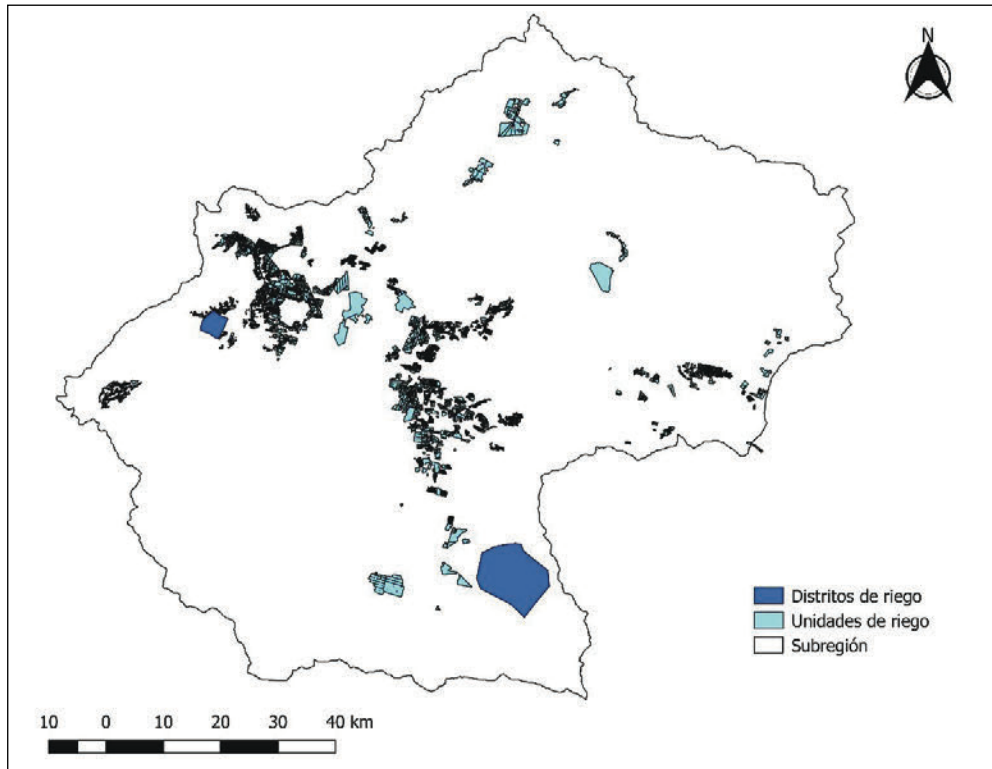 N
Distritos de riego
Unidades de riego
Subregión
10 0 10 20 30 40 km